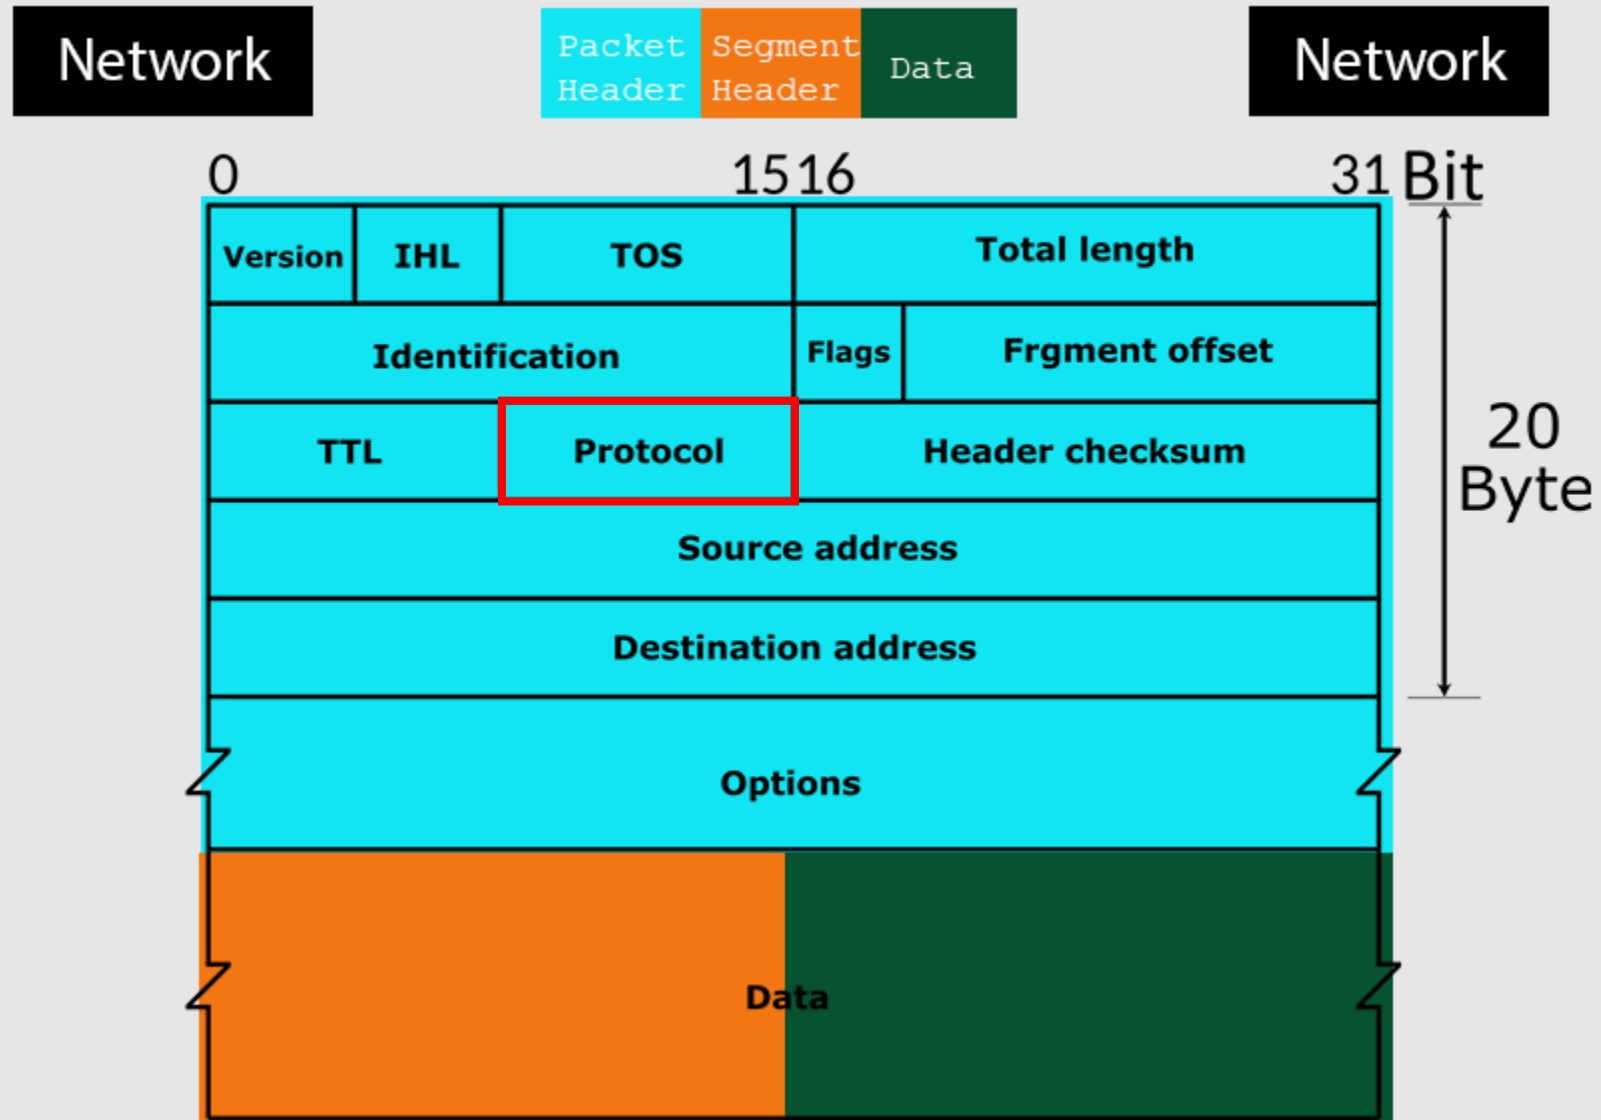 Network
Packet Header
Segment Header
Data
Network
0
15
16
31
Bit
Version
IHL
TOS
Total length
Identification
Flags
Frgment offset
TTL
Protocol
Header checksum
20
Byte
Source address
Destination address
Options
Data